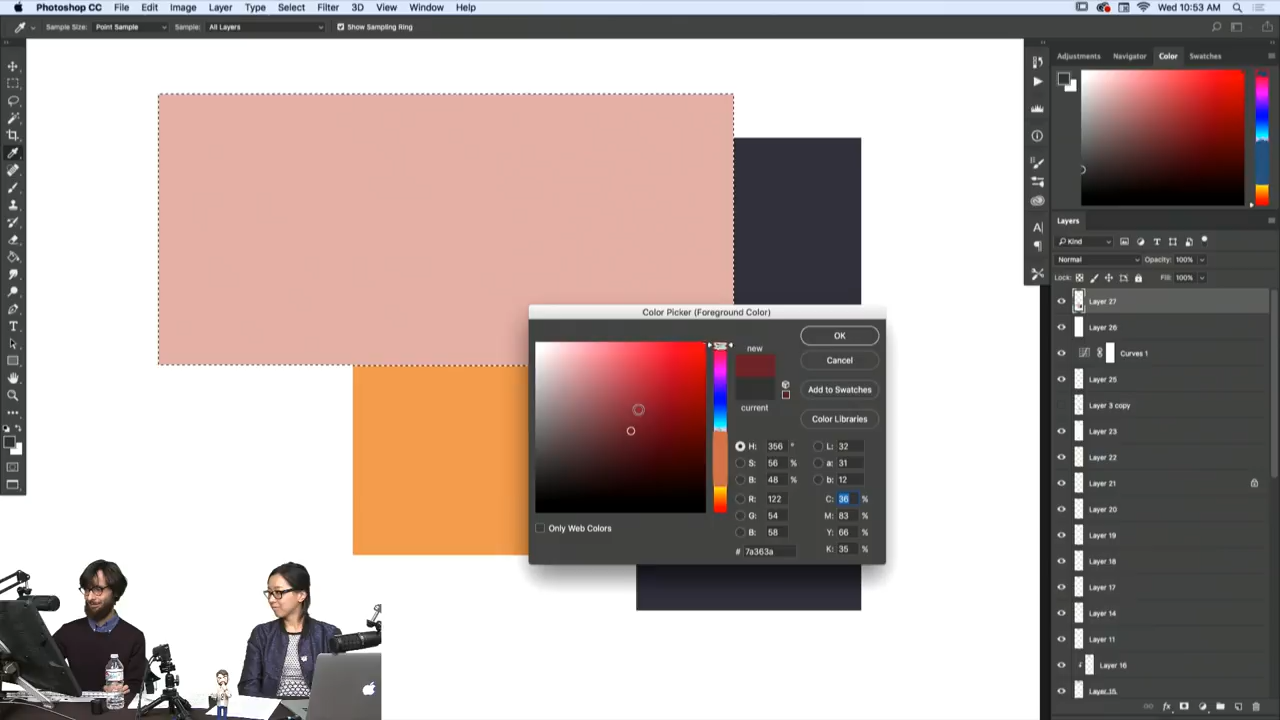 Photoshop CC File Edit Image Layer Type Select Filter 3D View Window Help Wed 10:53 AM
Sample Size: Point Sample Sample: All Layers Show Sampling Ring
Adjustments Navigator Color Swatches
Layers
Kind
Normal Opacity: 100%
Lock: Fill: 100%
Layer 27
Layer 26
Curves 1
Layer 25
Layer 3 copy
Layer 23
Layer 22
Layer 21
Layer 20
Layer 19
Layer 18
Layer 17
Layer 14
Layer 11
Layer 16
Layer 15
Color Picker (Foreground Color)
new
current
OK
Cancel
Add to Swatches
Color Libraries
H: 356 ° L: 32
S: 56 % a: 31
B: 48 % b: 12
R: 122 C: 36 %
G: 54 M: 83 %
B: 58 Y: 66 %
# 7a363a K: 35 %
Only Web Colors